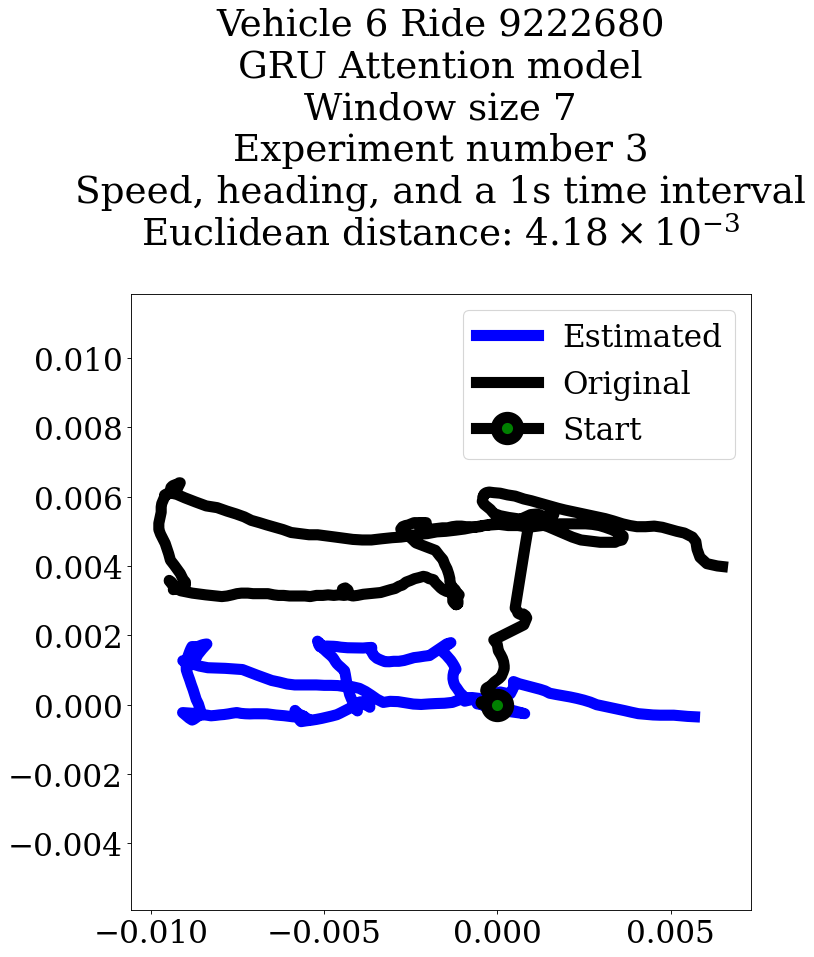 Vehicle 6 Ride 9222680
GRU Attention model
Window size 7
Experiment number 3
Speed, heading, and a 1s time interval
Euclidean distance: 4.18 × 10⁻³
Estimated
Original
Start
0.010
0.008
0.006
0.004
0.002
0.000
−0.002
−0.004
−0.010 −0.005 0.000 0.005